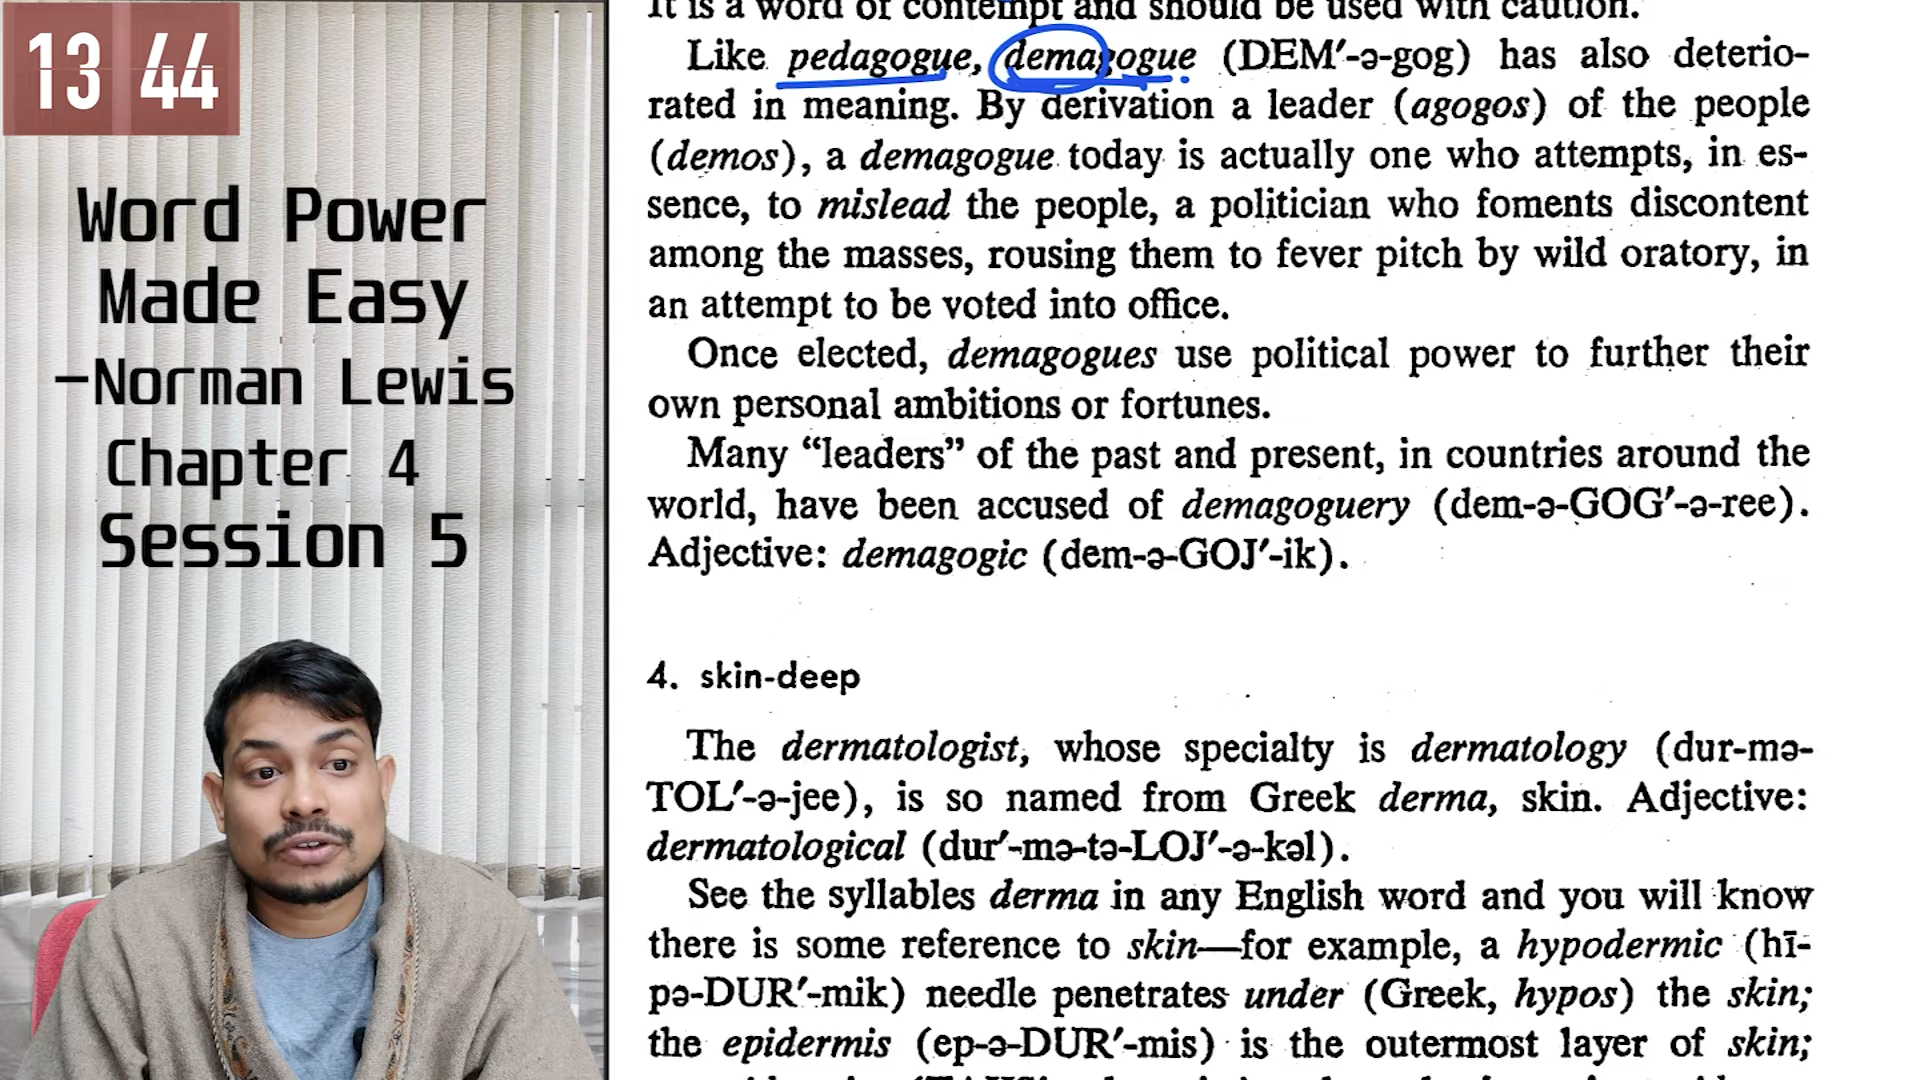 13 44
Word Power
Made Easy
-Norman Lewis
Chapter 4
Session 5
It is a word of contempt and should be used with caution.
Like pedagogue, demagogue (DEM′-ə-gog) has also deterio-
rated in meaning. By derivation a leader (agogos) of the people
(demos), a demagogue today is actually one who attempts, in es-
sence, to mislead the people, a politician who foments discontent
among the masses, rousing them to fever pitch by wild oratory, in
an attempt to be voted into office.
Once elected, demagogues use political power to further their
own personal ambitions or fortunes.
Many “leaders” of the past and present, in countries around the
world, have been accused of demagoguery (dem-ə-GOG′-ə-ree).
Adjective: demagogic (dem-ə-GOJ′-ik).
4. skin-deep
The dermatologist, whose specialty is dermatology (dur-mə-
TOL′-ə-jee), is so named from Greek derma, skin. Adjective:
dermatological (dur′-mə-tə-LOJ′-ə-kəl).
See the syllables derma in any English word and you will know
there is some reference to skin—for example, a hypodermic (hī-
pə-DUR′-mik) needle penetrates under (Greek, hypos) the skin;
the epidermis (ep-ə-DUR′-mis) is the outermost layer of skin;